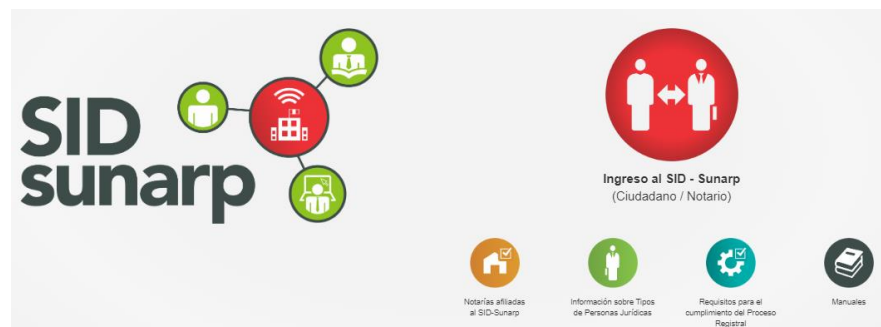 SID
sunarp
Ingreso al SID - Sunarp
(Ciudadano / Notario)
Notarías afiliadas
al SID-Sunarp
Información sobre Tipos
de Personas Jurídicas
Requisitos para el
cumplimiento del Proceso
Registral
Manuales